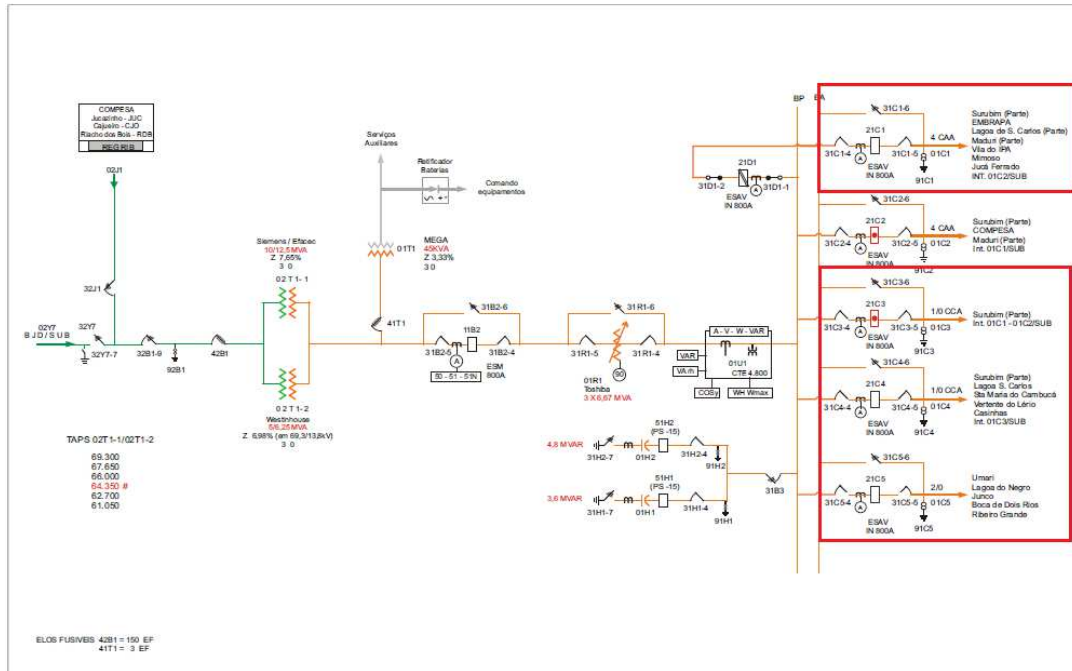 COMPESA
Jucazinho - JUC
Cajueiro - CJO
Riacho dos Bois - RDB
REGRIB
02J1
32J1
02Y7
BJD/SUB
32Y7
32Y7-7
32B1-9
92B1
42B1
Siemens / Efacec
10/12,5 MVA
Z 7,65%
3 0
02T1-1
02T1-2
Westinhouse
5/6,25 MVA
Z 6,98% (em 69,3/13,8kV)
3 0
TAPS 02T1-1/02T1-2
69.300
67.650
66.000
64.350 #
62.700
61.050
ELOS FUSIVEIS 42B1 = 150 EF
41T1 = 3 EF
Serviços
Auxiliares
Retificador
Baterias
Comando
equipamentos
01T1
MEGA
45KVA
Z 3,33%
3 0
41T1
31B2-6
11B2
31B2-5
31B2-4
A
50 - 51 - 51N
ESM
800A
31R1-6
31R1-5
31R1-4
90
01R1
Toshiba
3 X 6,67 MVA
A - V - W - VAR
VAR
VA rh
01U1
CTE 4.800
COSy
WH Wmax
4,8 MVAR
31H2-7
01H2
51H2
(PS -15)
31H2-4
91H2
3,6 MVAR
31H1-7
01H1
51H1
(PS -15)
31H1-4
91H1
31B3
BP
BA
21D1
31D1-2
A
31D1-1
ESAV
IN 800A
31C1-6
21C1
31C1-4
A
31C1-5
ESAV
IN 800A
4 CAA
01C1
91C1
Surubim (Parte)
EMBRAPA
Lagoa de S. Carlos (Parte)
Maduri (Parte)
Vila do IPA
Mimoso
Jucá Ferrado
INT. 01C2/SUB
31C2-6
21C2
31C2-4
A
31C2-5
ESAV
IN 800A
4 CAA
01C2
91C2
Surubim (Parte)
COMPESA
Maduri (Parte)
Int. 01C1/SUB
31C3-6
21C3
31C3-4
A
31C3-5
ESAV
IN 800A
1/0 CCA
01C3
91C3
Surubim (Parte)
Int. 01C1 - 01C2/SUB
31C4-6
21C4
31C4-4
A
31C4-5
ESAV
IN 800A
1/0 CCA
01C4
91C4
Surubim (Parte)
Lagoa S. Carlos
Sta Maria do Cambucá
Vertente do Lério
Casinhas
Int. 01C3/SUB
31C5-6
21C5
31C5-4
A
31C5-5
ESAV
IN 800A
2/0
01C5
91C5
Umari
Lagoa do Negro
Junco
Boca de Dois Rios
Ribeiro Grande